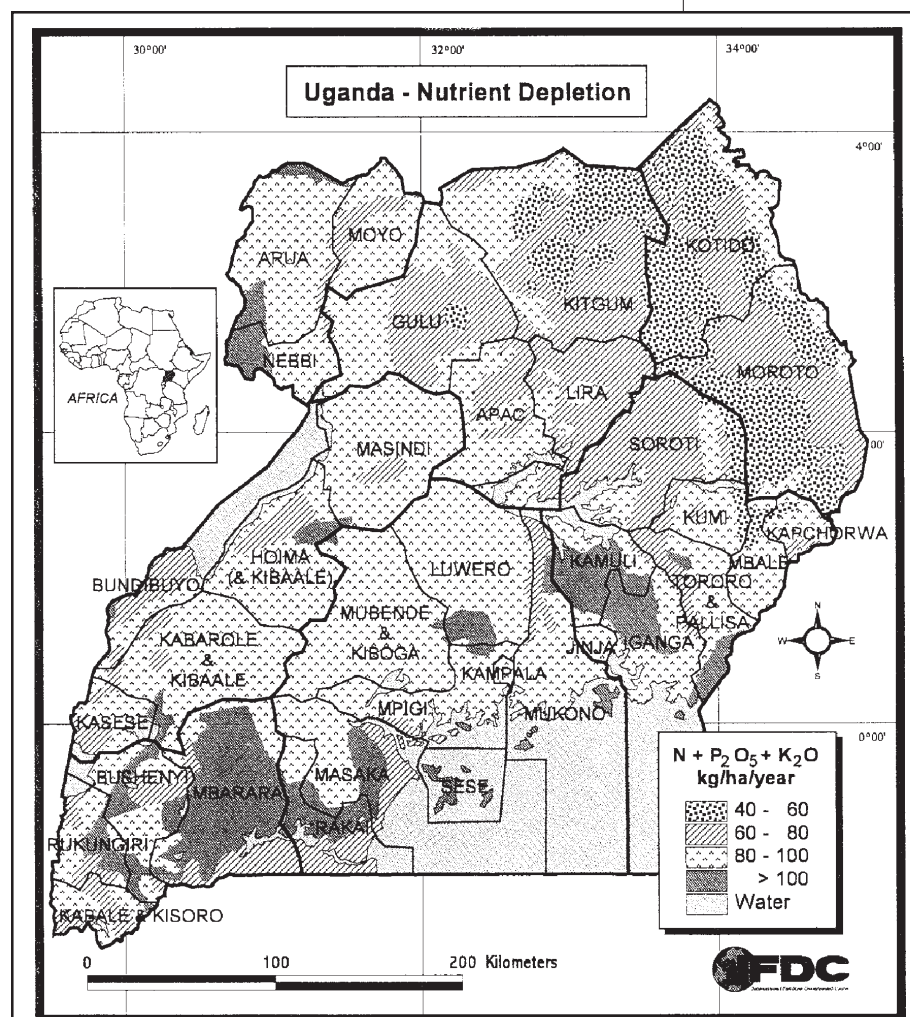 30°00'
32°00'
34°00'
Uganda - Nutrient Depletion
4°00'
KOTIDO
MOYO
ARUA
KITGUM
GULU
NEBBI
MOROTO
LIRA
AFRICA
APAC
SOROTI
00'
MASINDI
KUMI
KAPCHORWA
HOIMA
(& KIBAALE)
LUWERO
KAMULI
MBALE
BUNDIBUYO
TORORO
&
PALLISA
MUBENDE
&
KIBOGA
KABAROLE
&
KIBAALE
JINJA
IGANGA
KAMPALA
N
W
E
S
MPIGI
MUKONO
KASESE
0°00'
BUSHENYI
MBARARA
MASAKA
SESE
RAKAI
RUKUNGIRI
KABALE & KISORO
N + P2O5 + K2O
kg/ha/year
40 - 60
60 - 80
80 - 100
> 100
Water
0 100 200 Kilometers
IFDC